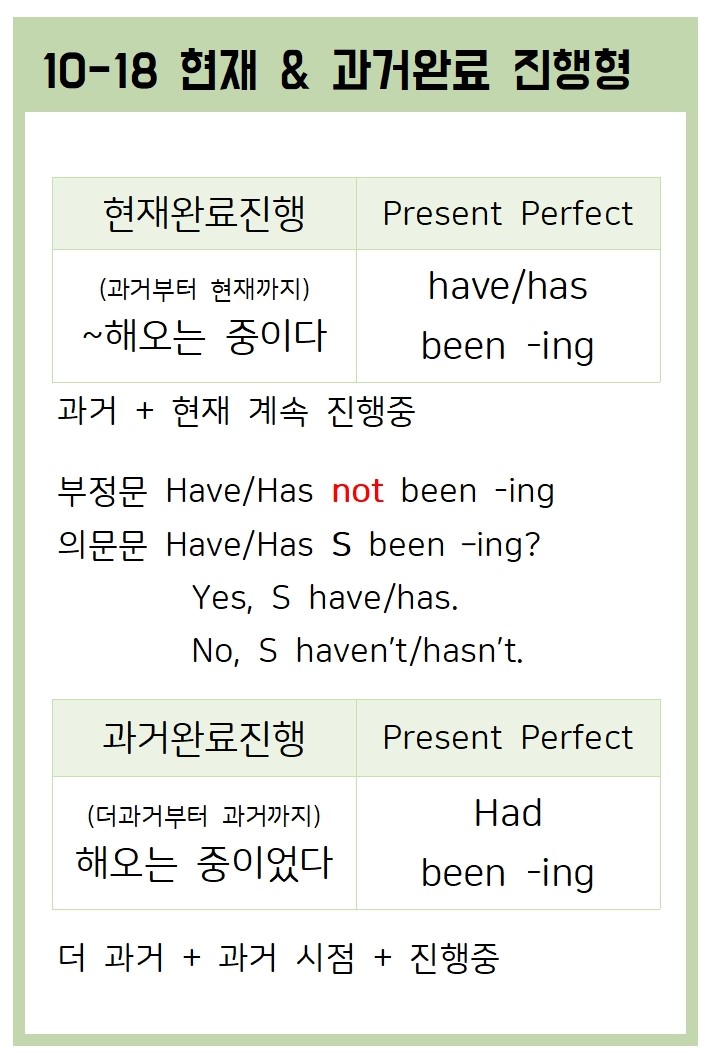 10-18 현재 & 과거완료 진행형
현재완료진행
Present Perfect
(과거부터 현재까지)
~해오는 중이다
have/has
been -ing
과거 + 현재 계속 진행중
부정문 Have/Has not been -ing
의문문 Have/Has S been -ing?
Yes, S have/has.
No, S haven't/hasn't.
과거완료진행
Present Perfect
(더과거부터 과거까지)
해오는 중이었다
Had
been -ing
더 과거 + 과거 시점 + 진행중